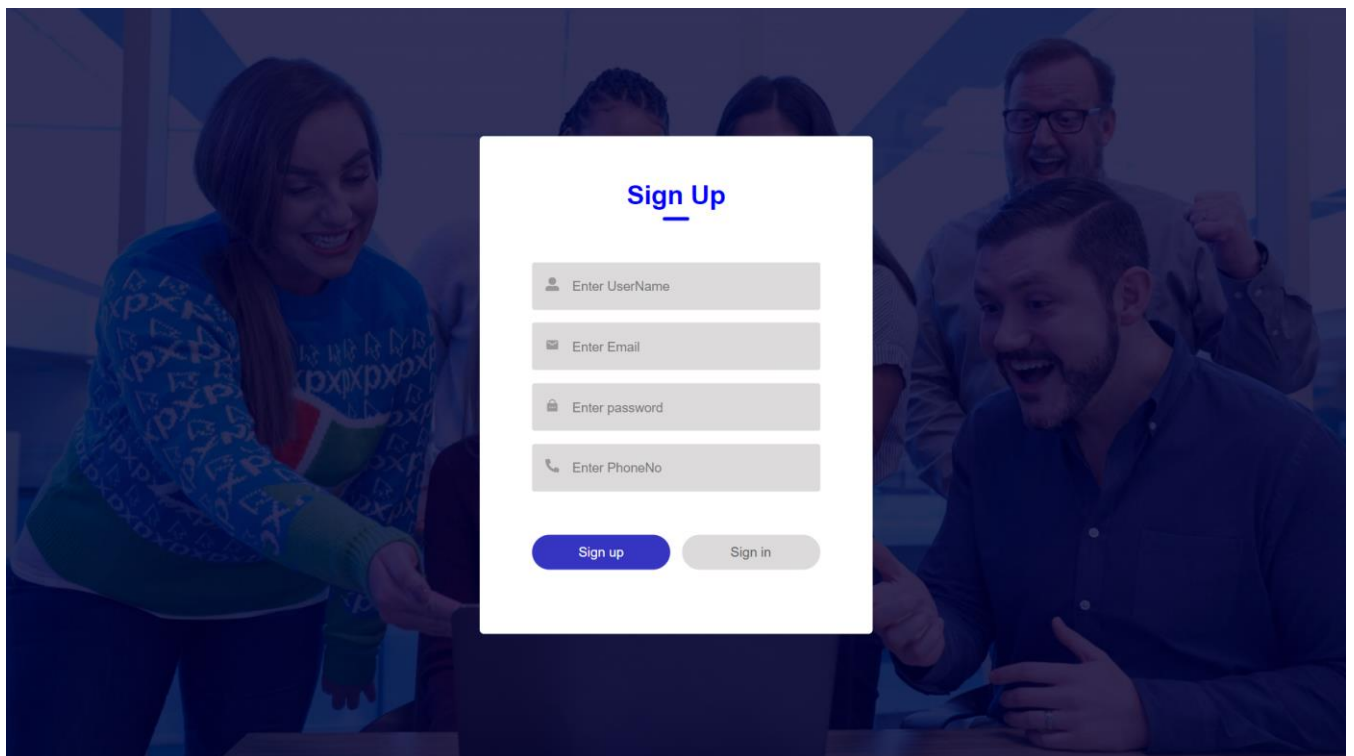 Sign Up
Enter UserName
Enter Email
Enter password
Enter PhoneNo
Sign up
Sign in